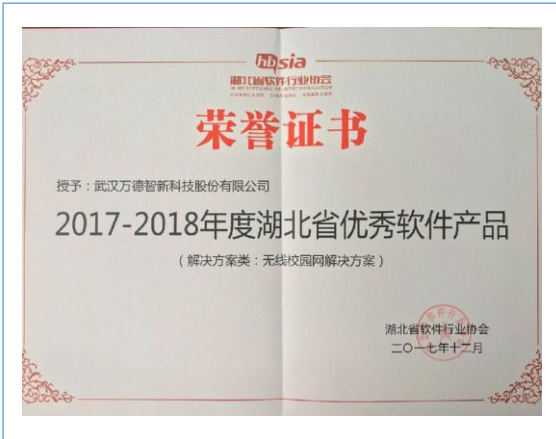 hbsia
湖北省软件行业协会
荣誉证书
授予：武汉万德智新科技股份有限公司
2017-2018年度湖北省优秀软件产品
（解决方案类：无线校园网解决方案）
湖北省软件行业协会
二〇一七年十二月